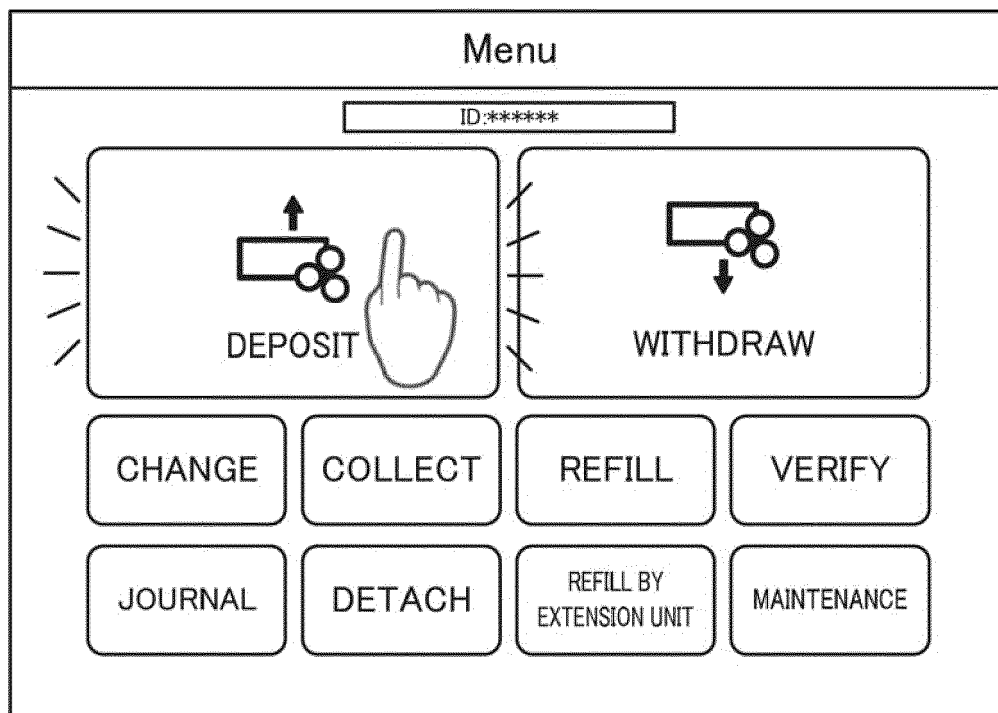 Menu
ID:******
DEPOSIT
WITHDRAW
CHANGE
COLLECT
REFILL
VERIFY
JOURNAL
DETACH
REFILL BY
EXTENSION UNIT
MAINTENANCE